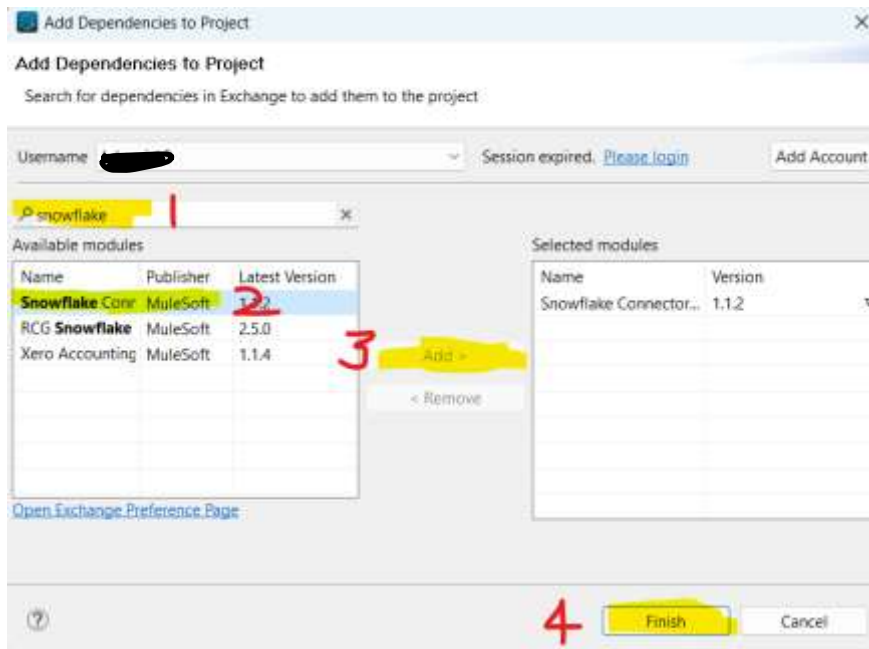 Add Dependencies to Project
Add Dependencies to Project
Search for dependencies in Exchange to add them to the project
Username Session expired. Please login Add Account
snowflake 1
Available modules Selected modules
Name Publisher Latest Version Name Version
Snowflake Conr MuleSoft 1.1.2 2 Snowflake Connector... 1.1.2
RCG Snowflake MuleSoft 2.5.0
Xero Accounting MuleSoft 1.1.4 3 Add >
< Remove
Open Exchange Preference Page
4 Finish Cancel